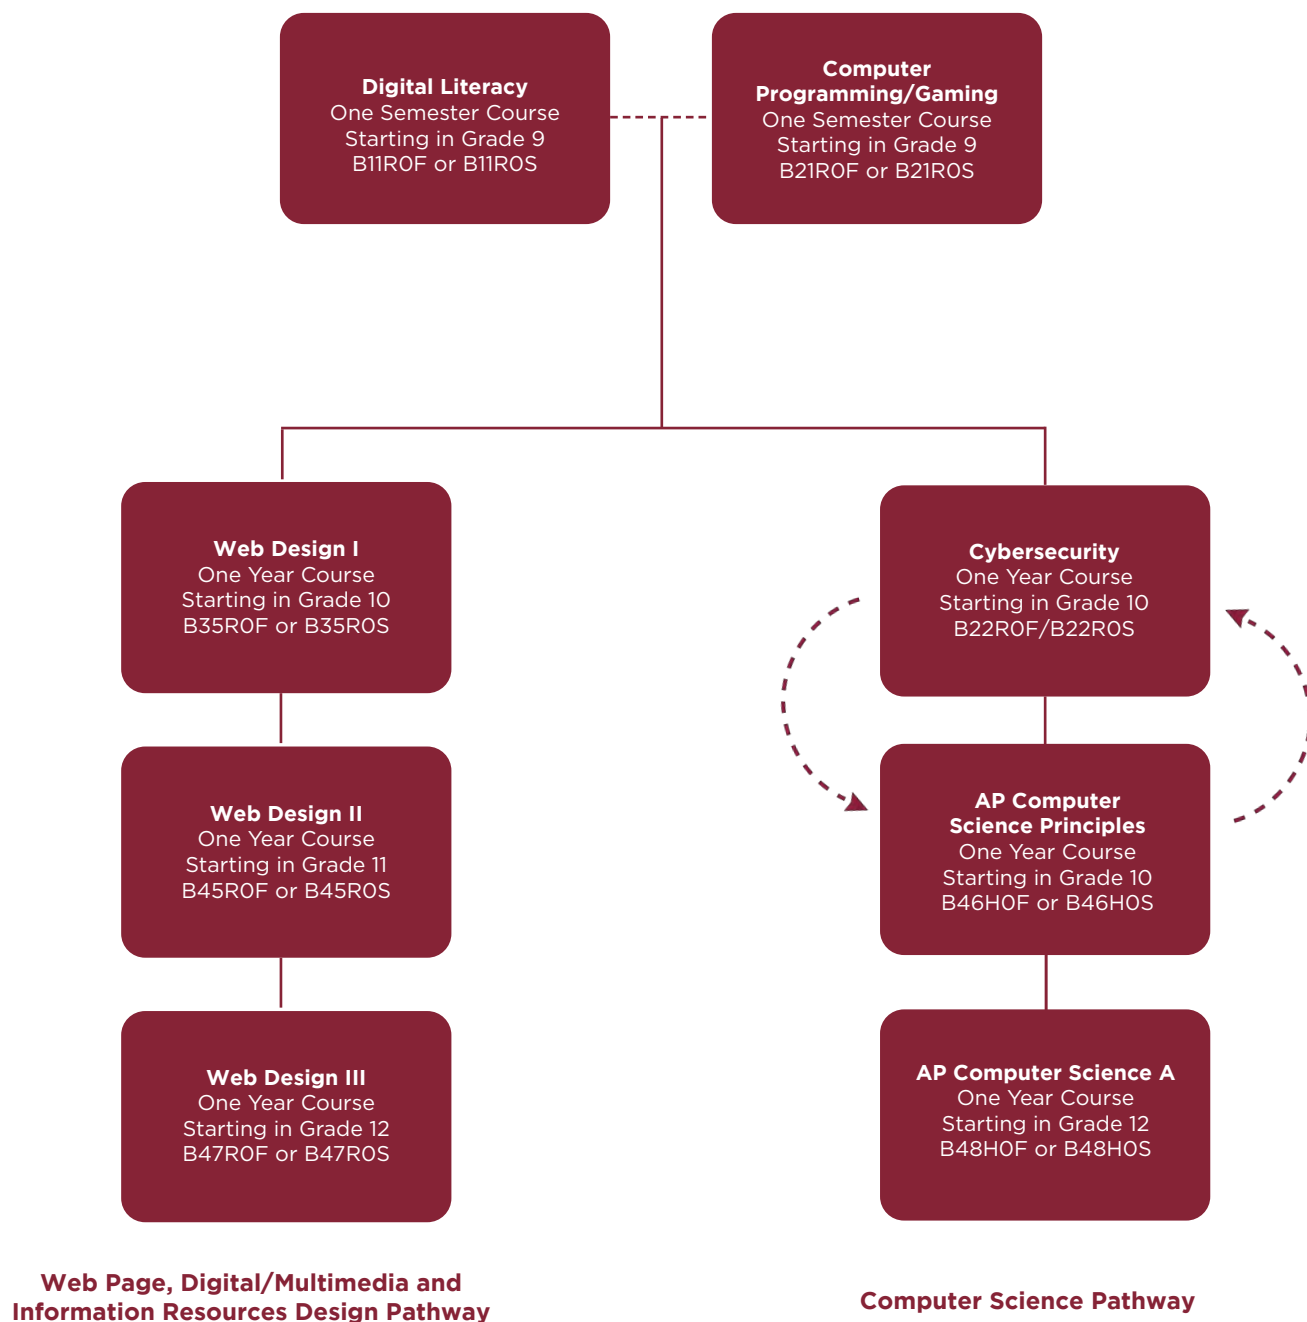 Digital Literacy
One Semester Course
Starting in Grade 9
B11R0F or B11R0S
Computer
Programming/Gaming
One Semester Course
Starting in Grade 9
B21R0F or B21R0S
Web Design I
One Year Course
Starting in Grade 10
B35R0F or B35R0S
Cybersecurity
One Year Course
Starting in Grade 10
B22R0F/B22R0S
Web Design II
One Year Course
Starting in Grade 11
B45R0F or B45R0S
AP Computer
Science Principles
One Year Course
Starting in Grade 10
B46H0F or B46H0S
Web Design III
One Year Course
Starting in Grade 12
B47R0F or B47R0S
AP Computer Science A
One Year Course
Starting in Grade 12
B48H0F or B48H0S
Web Page, Digital/Multimedia and
Information Resources Design Pathway
Computer Science Pathway